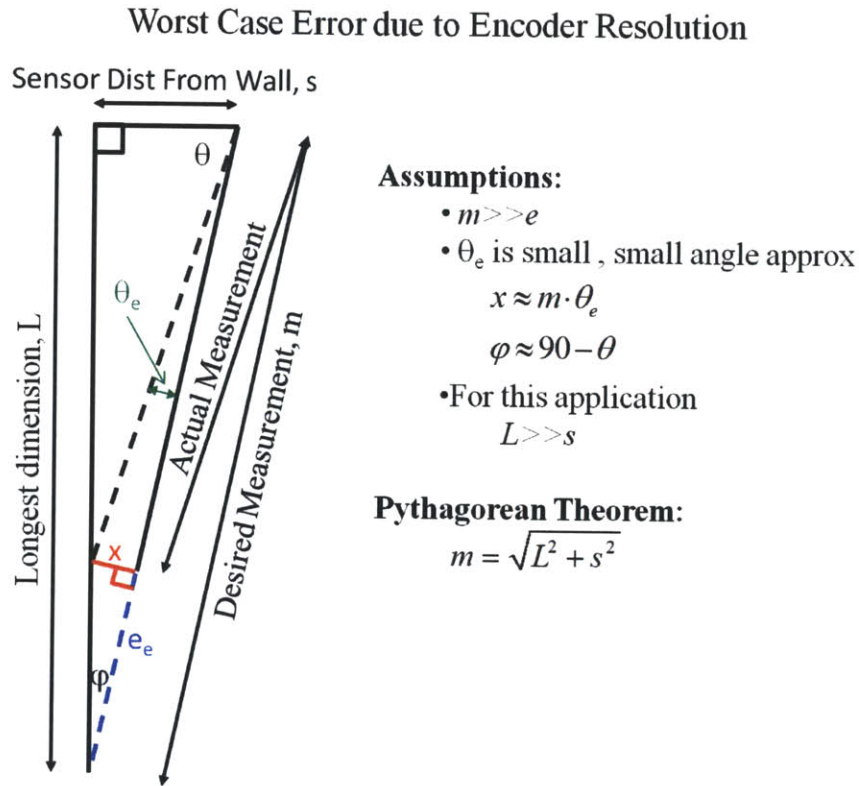 Worst Case Error due to Encoder Resolution
Sensor Dist From Wall, s
θ
θe
Longest dimension, L
Actual Measurement
Desired Measurement, m
x
ee
φ
Assumptions:
• m>>e
• θe is small , small angle approx
x ≈ m·θe
φ ≈ 90−θ
•For this application
L>>s
Pythagorean Theorem:
m = √L² + s²